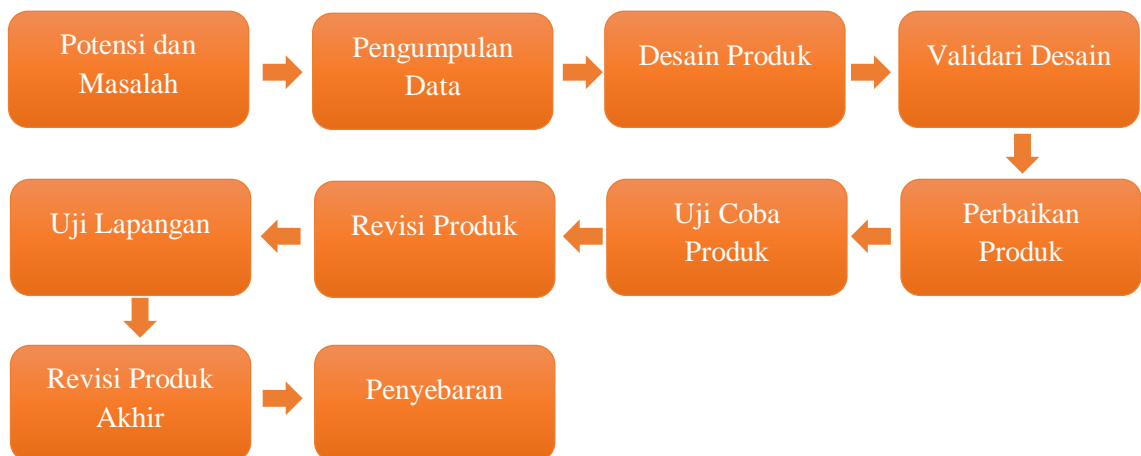 Potensi dan
Masalah
Pengumpulan
Data
Desain Produk
Validari Desain
Perbaikan
Produk
Uji Coba
Produk
Revisi Produk
Uji Lapangan
Revisi Produk
Akhir
Penyebaran